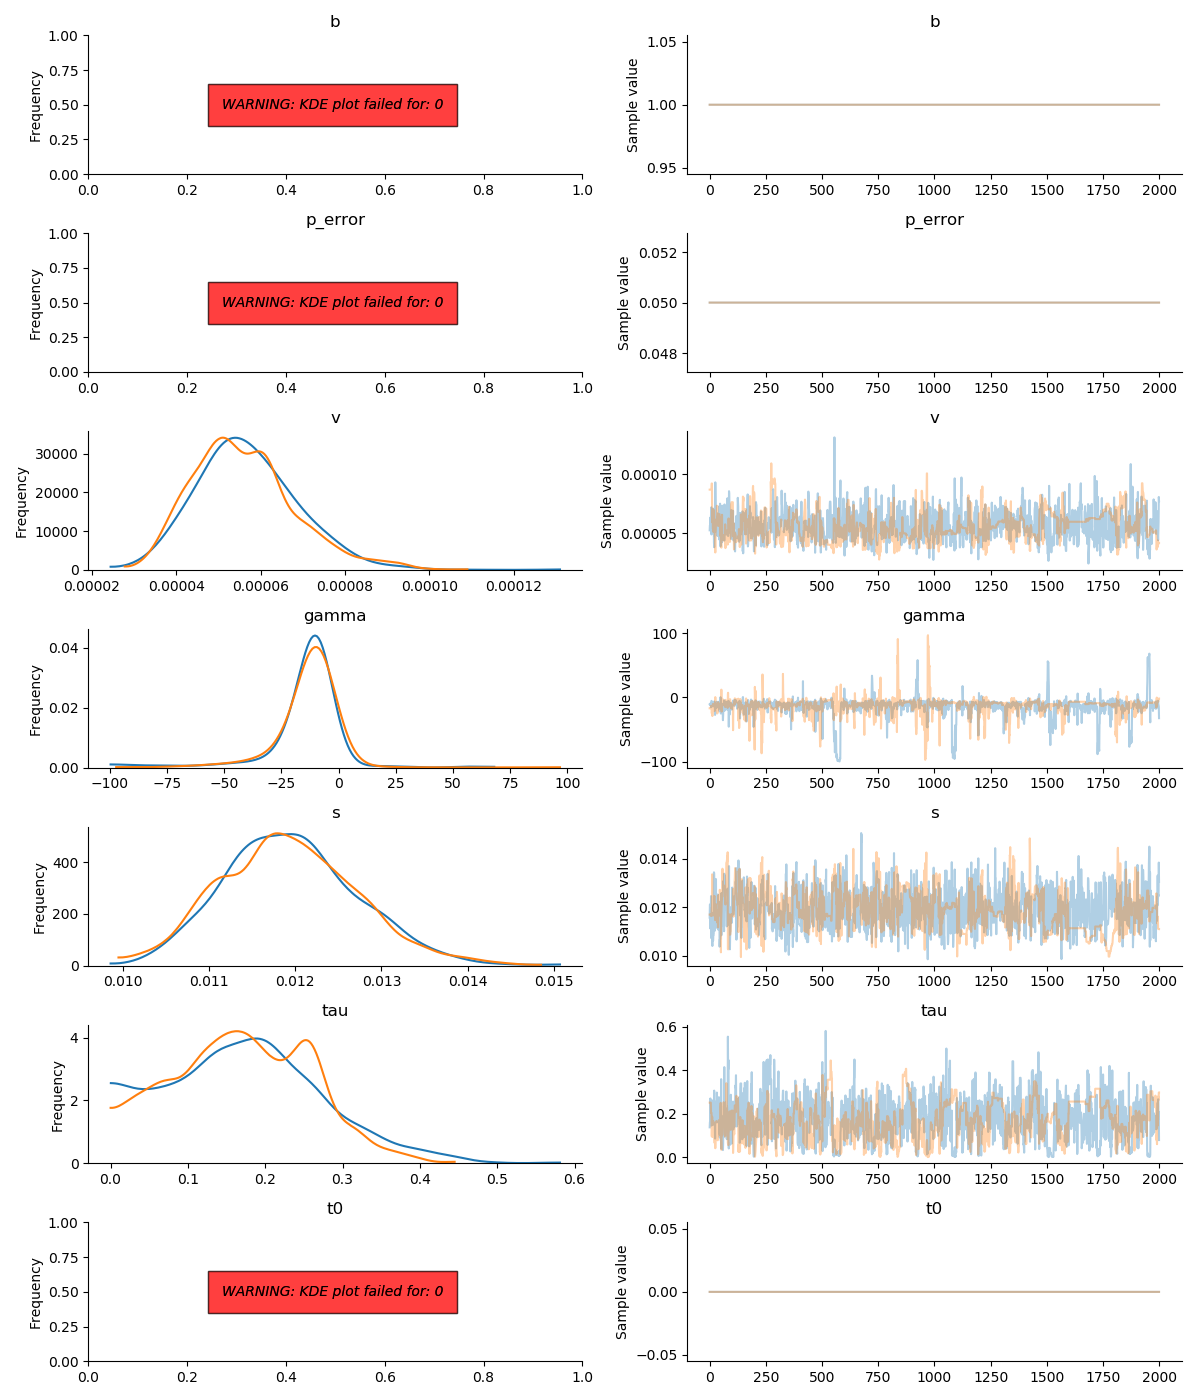 b
1.00
0.75
0.50
0.25
0.00
Frequency
WARNING: KDE plot failed for: 0
0.0 0.2 0.4 0.6 0.8 1.0
b
1.05
1.00
0.95
Sample value
0 250 500 750 1000 1250 1500 1750 2000
p_error
1.00
0.75
0.50
0.25
0.00
Frequency
WARNING: KDE plot failed for: 0
0.0 0.2 0.4 0.6 0.8 1.0
p_error
0.052
0.050
0.048
Sample value
0 250 500 750 1000 1250 1500 1750 2000
v
30000
20000
10000
0
Frequency
0.00002 0.00004 0.00006 0.00008 0.00010 0.00012
v
0.00010
0.00005
Sample value
0 250 500 750 1000 1250 1500 1750 2000
gamma
0.04
0.02
0.00
Frequency
−100 −75 −50 −25 0 25 50 75 100
gamma
100
0
−100
Sample value
0 250 500 750 1000 1250 1500 1750 2000
s
400
200
0
Frequency
0.010 0.011 0.012 0.013 0.014 0.015
s
0.014
0.012
0.010
Sample value
0 250 500 750 1000 1250 1500 1750 2000
tau
4
2
0
Frequency
0.0 0.1 0.2 0.3 0.4 0.5 0.6
tau
0.6
0.4
0.2
0.0
Sample value
0 250 500 750 1000 1250 1500 1750 2000
t0
1.00
0.75
0.50
0.25
0.00
Frequency
WARNING: KDE plot failed for: 0
0.0 0.2 0.4 0.6 0.8 1.0
t0
0.05
0.00
−0.05
Sample value
0 250 500 750 1000 1250 1500 1750 2000